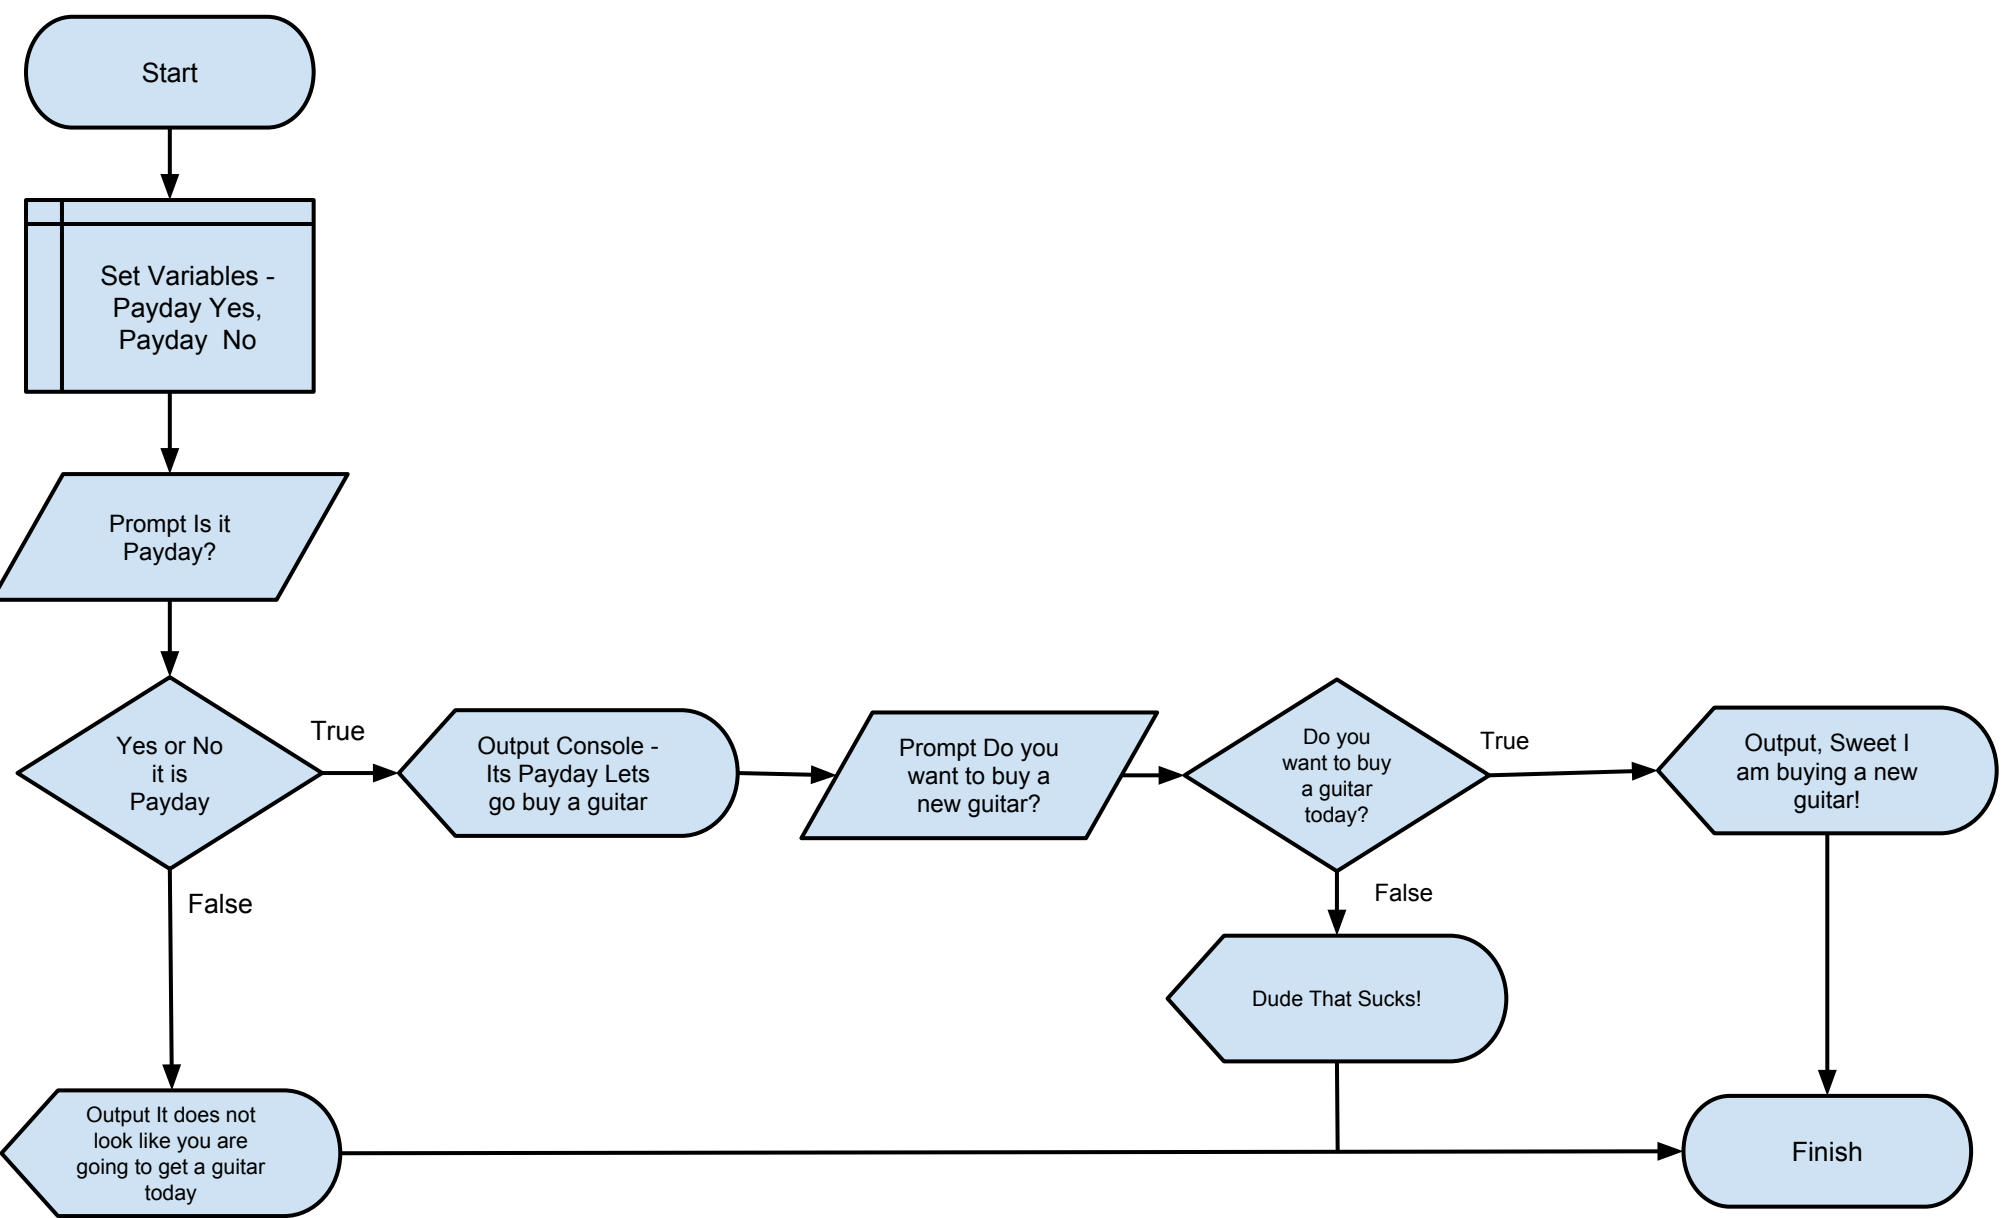 Start
Set Variables -
Payday Yes,
Payday  No
Prompt Is it
Payday?
Yes or No
it is
Payday
True
False
Output Console -
Its Payday Lets
go buy a guitar
Prompt Do you
want to buy a
new guitar?
Do you
want to buy
a guitar
today?
True
False
Output, Sweet I
am buying a new
guitar!
Dude That Sucks!
Output It does not
look like you are
going to get a guitar
today
Finish